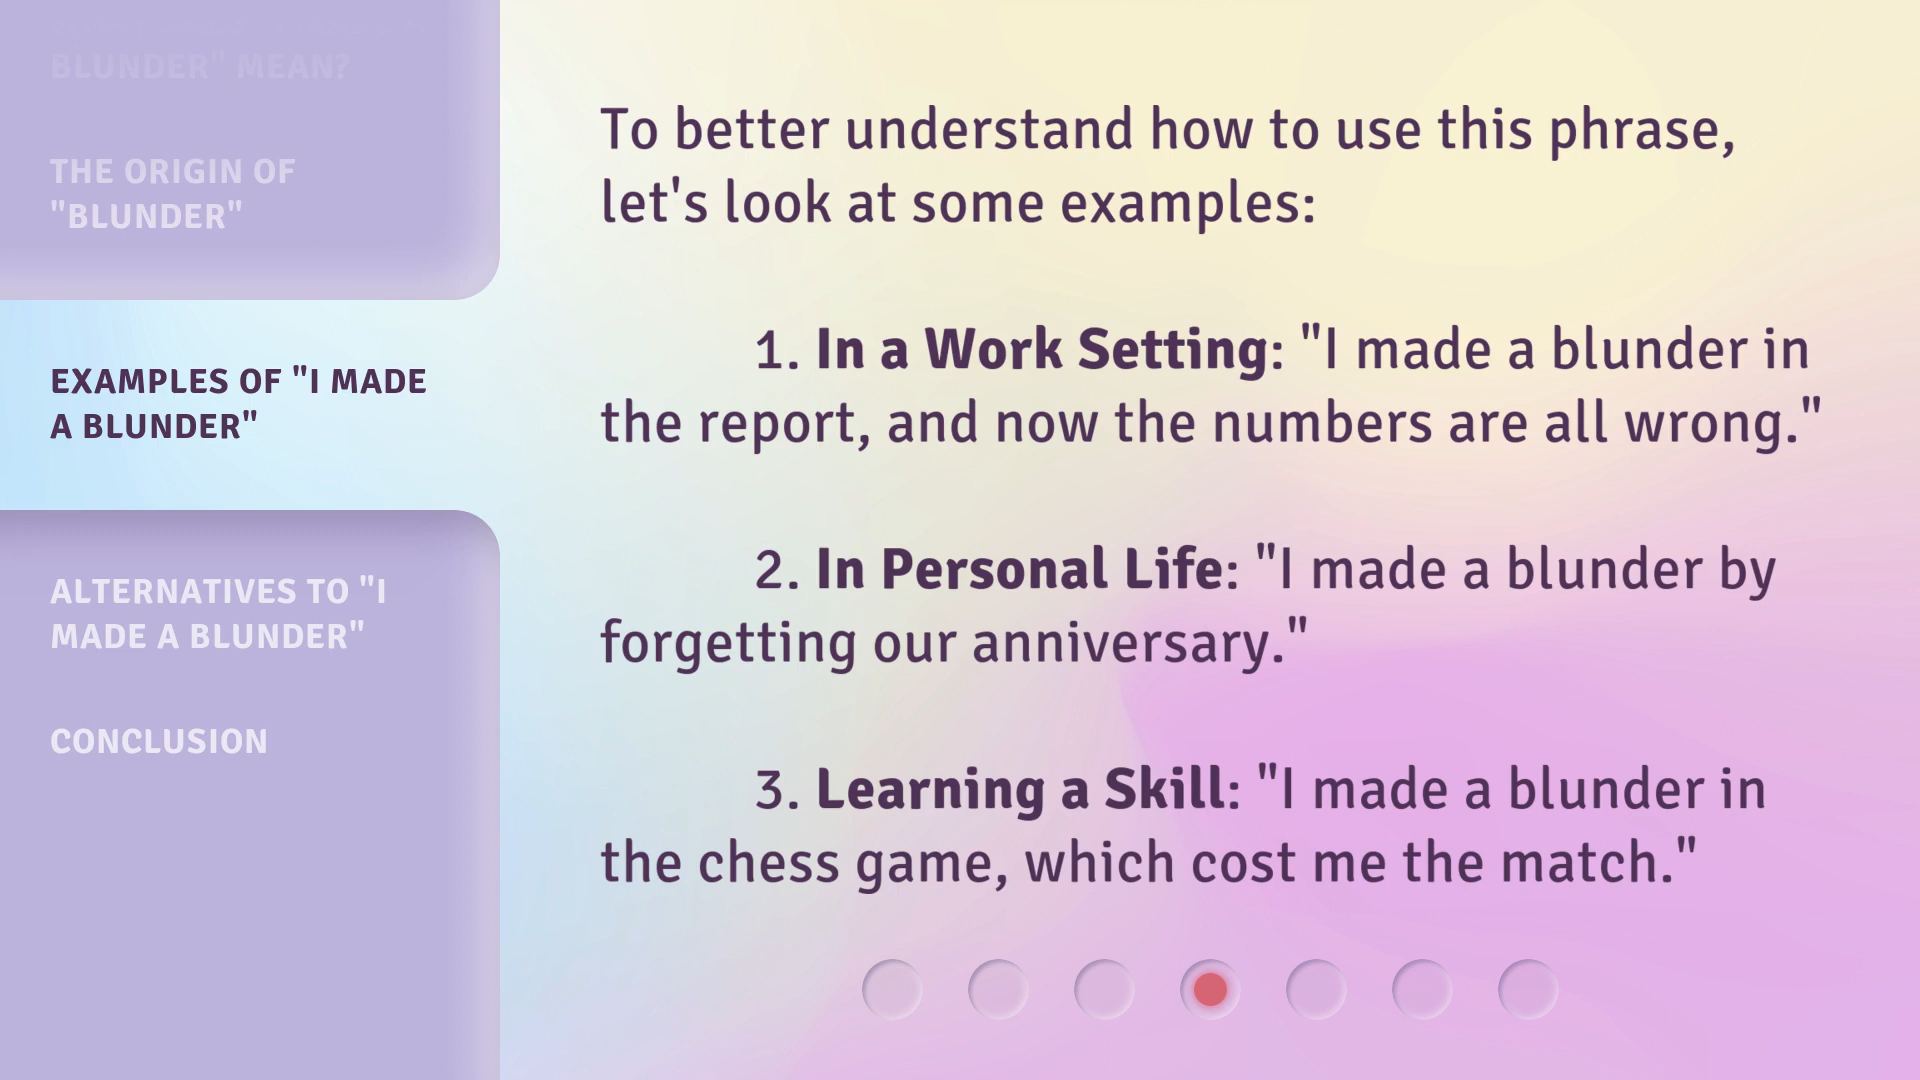 BLUNDER" MEAN?
THE ORIGIN OF
"BLUNDER"
EXAMPLES OF "I MADE
A BLUNDER"
ALTERNATIVES TO "I
MADE A BLUNDER"
CONCLUSION
To better understand how to use this phrase,
let's look at some examples:
1. In a Work Setting: "I made a blunder in
the report, and now the numbers are all wrong."
2. In Personal Life: "I made a blunder by
forgetting our anniversary."
3. Learning a Skill: "I made a blunder in
the chess game, which cost me the match."